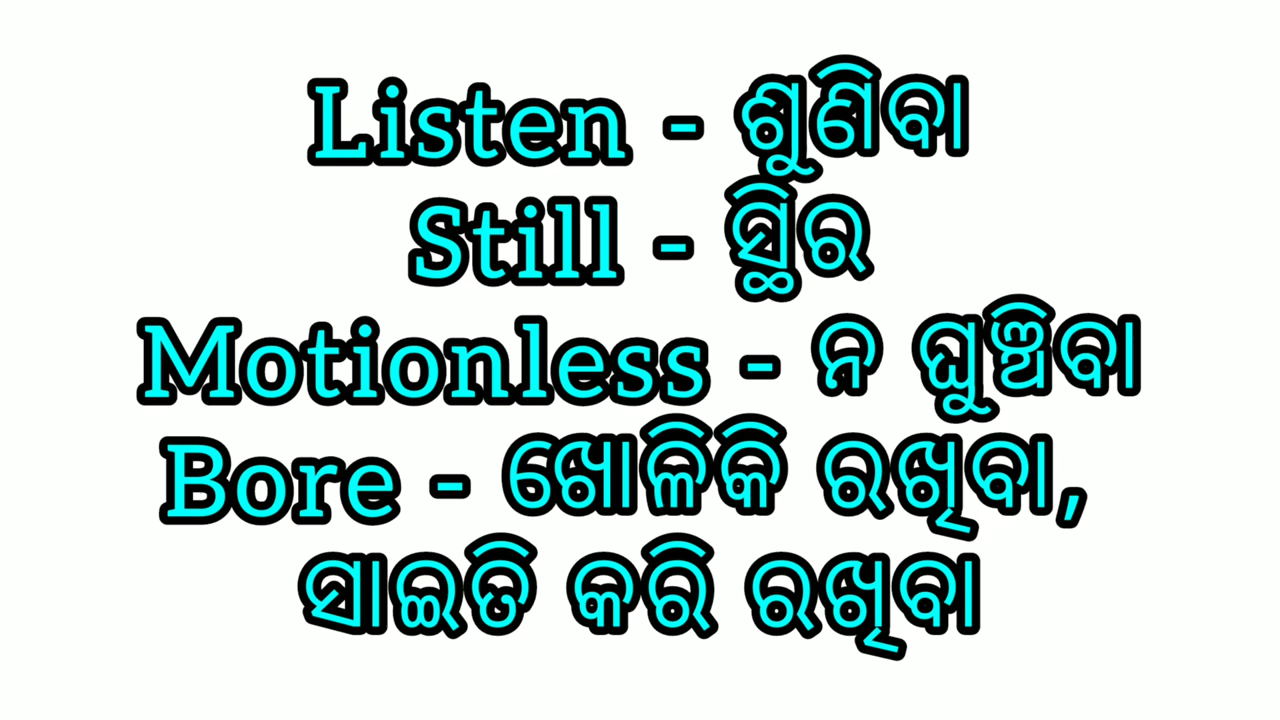 Listen - ଶୁଣିବା
Still - ସ୍ଥିର
Motionless - ନ ଘୁଞ୍ଚିବା
Bore - ଖୋଳିକି ରଖିବା,
ସାଇତି କରି ରଖିବା